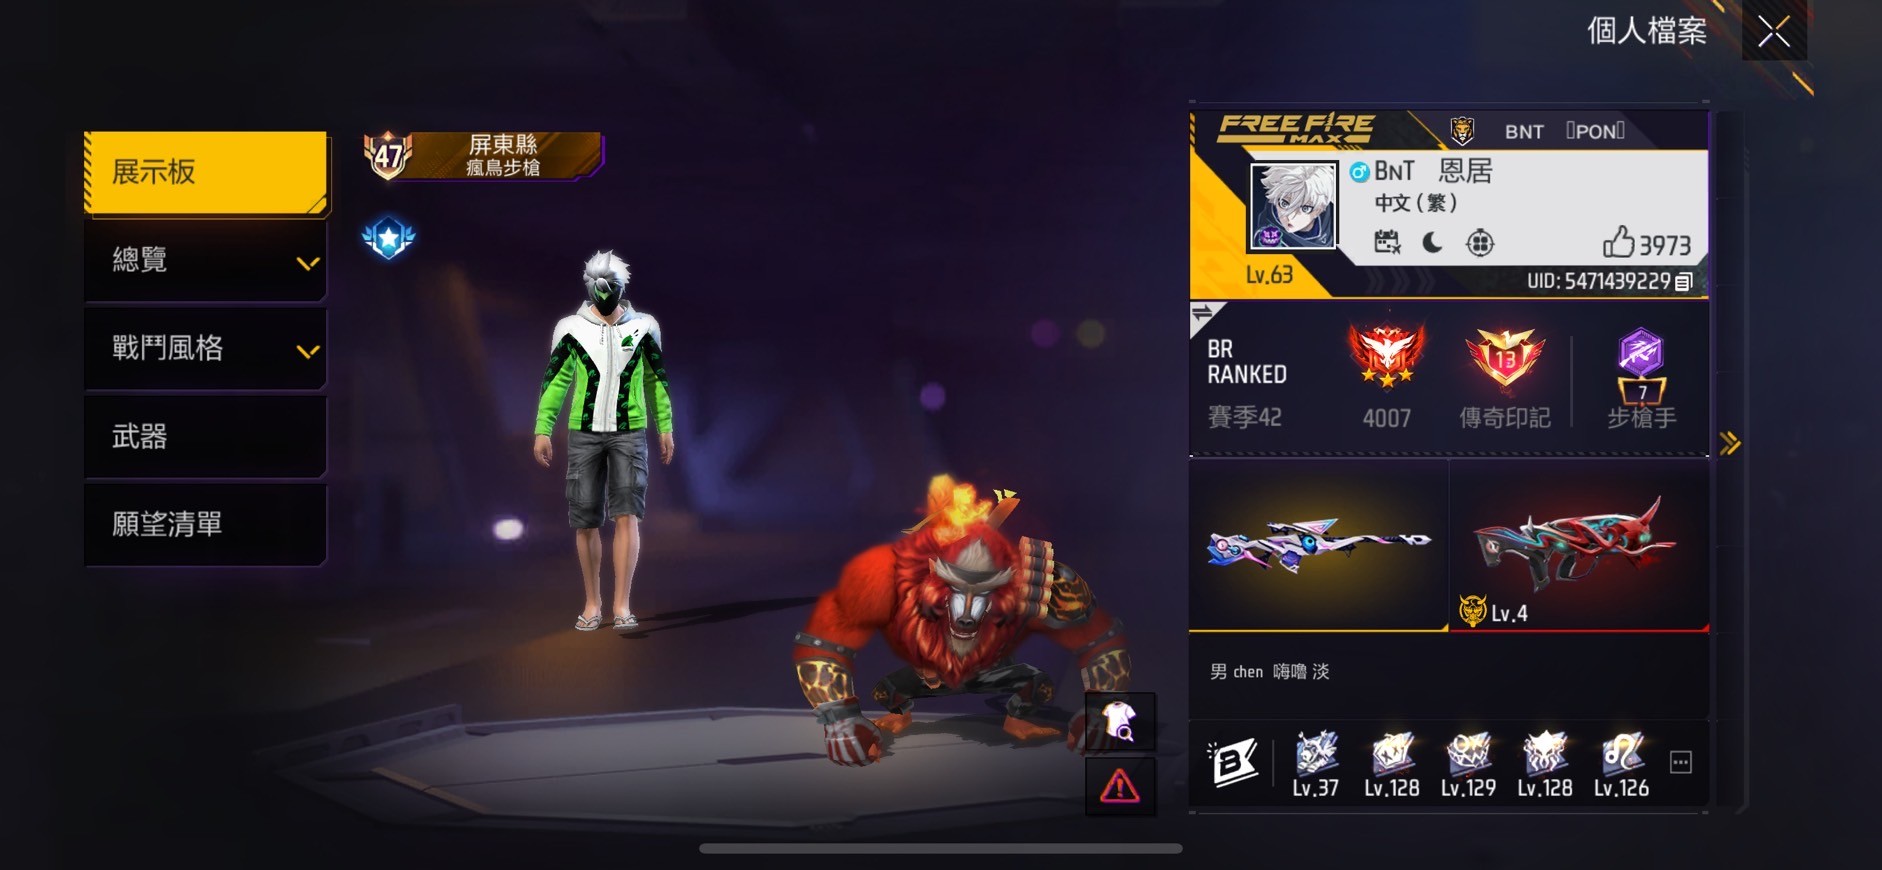 個人檔案
展示板
總覽
戰鬥風格
武器
願望清單
47
屏東縣
瘋鳥步槍
FREE FIRE
MAX
BNT PON
BNT 恩居
中文(繁)
3973
Lv.63
UID: 5471439229
BR
RANKED
賽季42
4007
13
傳奇印記
7
步槍手
Lv.4
男 chen 嗨嚕 淡
B
Lv.37
Lv.128
Lv.129
Lv.128
Lv.126